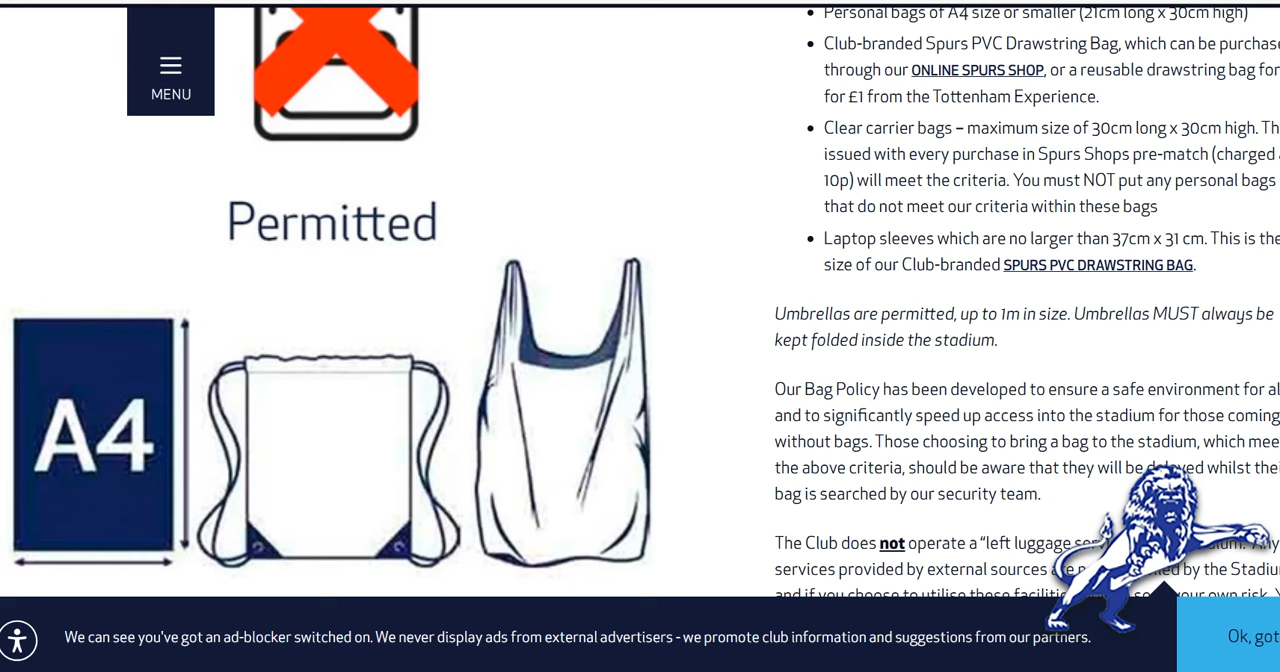 MENU
Permitted
A4
Personal bags of A4 size or smaller (21cm long x 30cm high)
Club-branded Spurs PVC Drawstring Bag, which can be
through our ONLINE SPURS SHOP, or a reusable drawstring bag for
for £1 from the Tottenham Experience.
Clear carrier bags – maximum size of 30cm long x 30cm high.
issued with every purchase in Spurs Shops pre-match (charged
10p) will meet the criteria. You must NOT put any personal bags
that do not meet our criteria within these bags
Laptop sleeves which are no larger than 37cm x 31 cm. This is the
size of our Club-branded SPURS PVC DRAWSTRING BAG.
Umbrellas are permitted, up to 1m in size. Umbrellas MUST always be
kept folded inside the stadium.
Our Bag Policy has been developed to ensure a safe environment for
and to significantly speed up access into the stadium for those coming
without bags. Those choosing to bring a bag to the stadium, which
the above criteria, should be aware that they will be delayed whilst
bag is searched by our security team.
The Club does not operate a “left luggage
services provided by external sources by the
and if you choose to utilise these your own risk.
We can see you've got an ad-blocker switched on. We never display ads from external advertisers - we promote club information and suggestions from our partners.
Ok, got